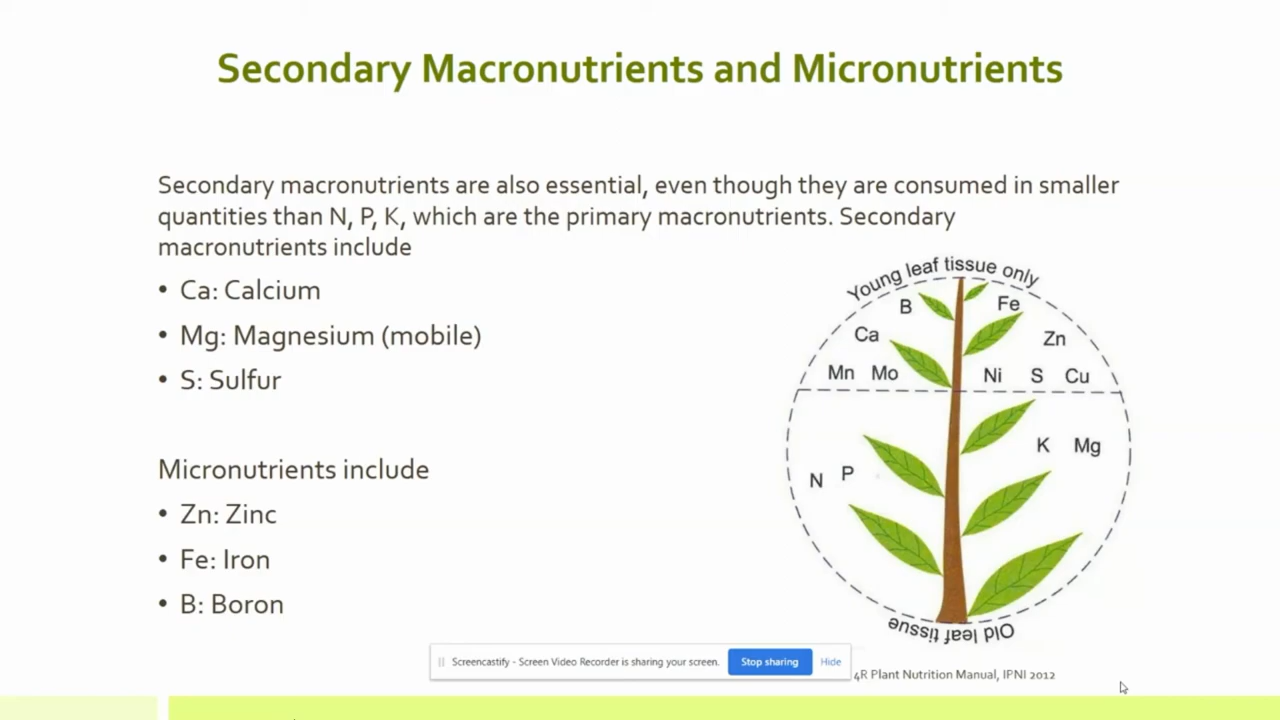 Secondary Macronutrients and Micronutrients
Secondary macronutrients are also essential, even though they are consumed in smaller
quantities than N, P, K, which are the primary macronutrients. Secondary
macronutrients include
• Ca: Calcium
• Mg: Magnesium (mobile)
• S: Sulfur
Micronutrients include
• Zn: Zinc
• Fe: Iron
• B: Boron
Young leaf tissue only
B Fe
Ca Zn
Mn Mo Ni S Cu
K Mg
N P
Old leaf tissue
Screencastify - Screen Video Recorder is sharing your screen. Stop sharing Hide
4R Plant Nutrition Manual, IPNI 2012